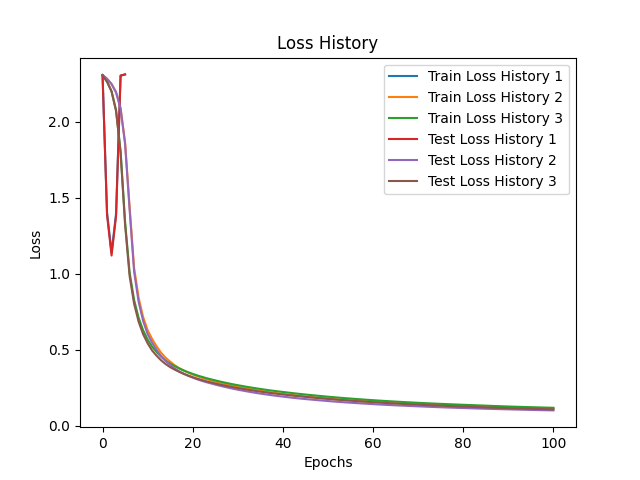 Loss History
Train Loss History 1
Train Loss History 2
Train Loss History 3
Test Loss History 1
Test Loss History 2
Test Loss History 3
Loss
2.0
1.5
1.0
0.5
0.0
0 20 40 60 80 100
Epochs